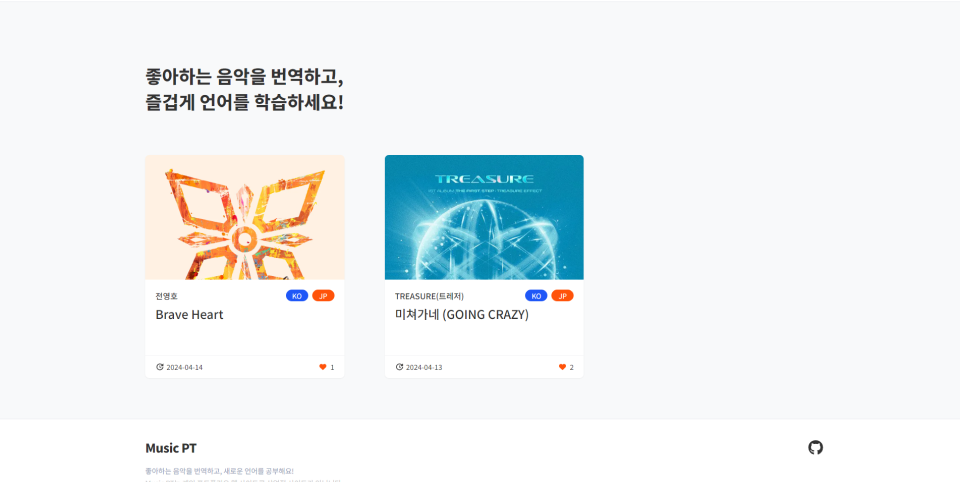 좋아하는 음악을 번역하고,
즐겁게 언어를 학습하세요!
전영호
KO
JP
Brave Heart
2024-04-14
1
TREASURE
1ST ALBUM THE FIRST STEP : TREASURE EFFECT
TREASURE(트레저)
KO
JP
미쳐가네 (GOING CRAZY)
2024-04-13
2
Music PT
좋아하는 음악을 번역하고, 새로운 언어를 공부해요!